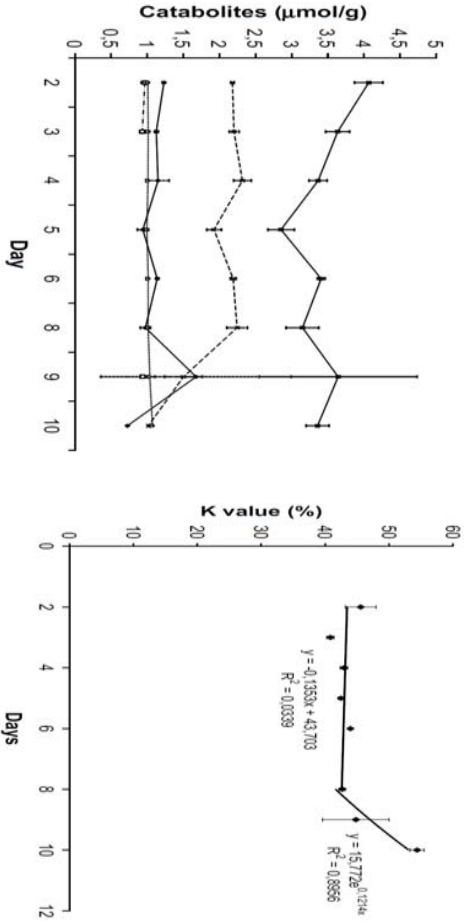 Catabolites (µmol/g)
0 0,5 1 1,5 2 2,5 3 3,5 4 4,5 5
2 3 4 5 6 8 9 10
Day
K value (%)
0 10 20 30 40 50 60
0 2 4 6 8 10 12
Days
y = -0,1353x + 43,703
R² = 0,0339
y = 15,772e^0,1214x
R² = 0,8956